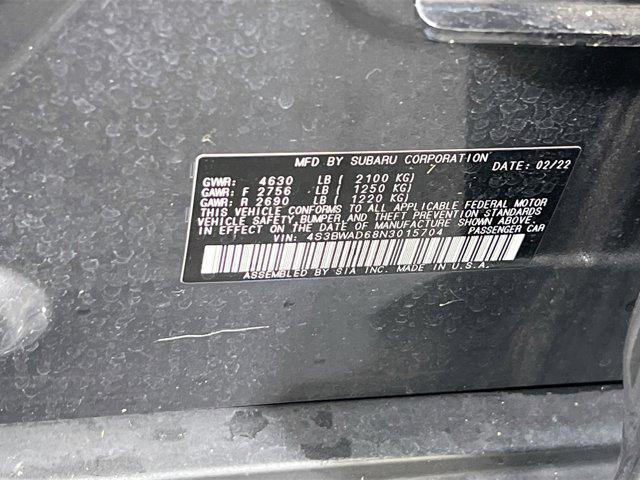 MFD BY SUBARU CORPORATION DATE: 02/22
GVWR: 4630 LB ( 2100 KG)
GAWR: F 2756 LB ( 1250 KG)
GAWR: R 2690 LB ( 1220 KG)
THIS VEHICLE CONFORMS TO ALL APPLICABLE FEDERAL MOTOR
VEHICLE SAFETY, BUMPER, AND THEFT PREVENTION STANDARDS
IN EFFECT ON THE DATE OF MANUFACTURE SHOWN ABOVE.
VIN: 4S3BWAD68N3015704 PASSENGER CAR
ASSEMBLED BY SIA INC. MADE IN U.S.A.